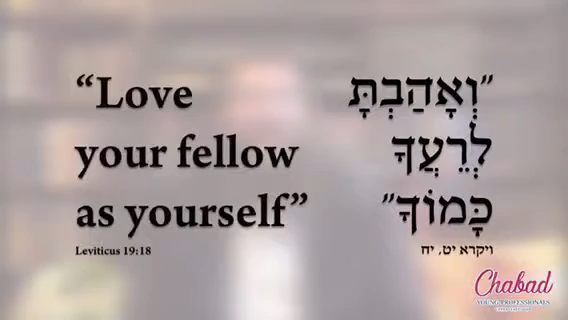 “Love
your fellow
as yourself”
Leviticus 19:18
”וְאָהַבְתָּ
לְרֵעֲךָ
כָּמוֹךָ”
ויקרא יט, יח
Chabad
YOUNG PROFESSIONALS